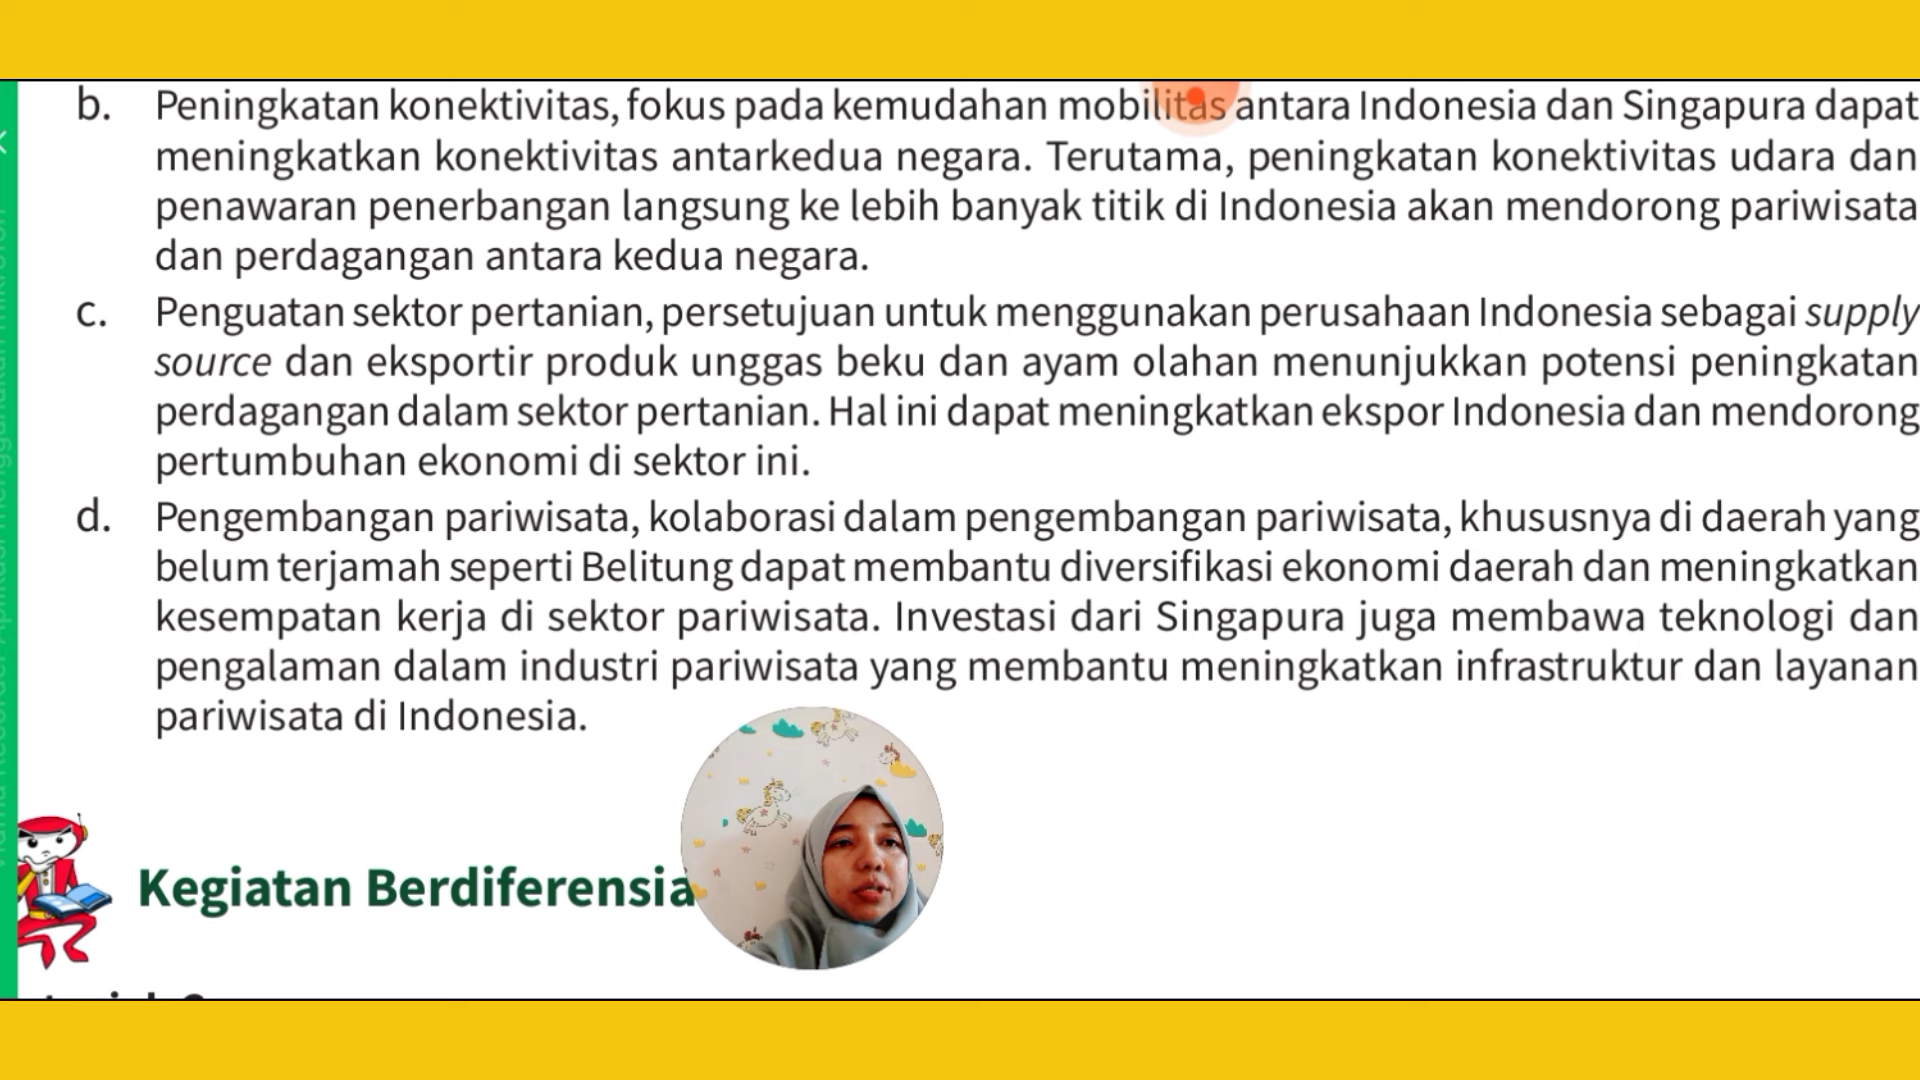 b. Peningkatan konektivitas, fokus pada kemudahan mobilitas antara Indonesia dan Singapura dapat
meningkatkan konektivitas antarkedua negara. Terutama, peningkatan konektivitas udara dan
penawaran penerbangan langsung ke lebih banyak titik di Indonesia akan mendorong pariwisata
dan perdagangan antara kedua negara.
c. Penguatan sektor pertanian, persetujuan untuk menggunakan perusahaan Indonesia sebagai supply
source dan eksportir produk unggas beku dan ayam olahan menunjukkan potensi peningkatan
perdagangan dalam sektor pertanian. Hal ini dapat meningkatkan ekspor Indonesia dan mendorong
pertumbuhan ekonomi di sektor ini.
d. Pengembangan pariwisata, kolaborasi dalam pengembangan pariwisata, khususnya di daerah yang
belum terjamah seperti Belitung dapat membantu diversifikasi ekonomi daerah dan meningkatkan
kesempatan kerja di sektor pariwisata. Investasi dari Singapura juga membawa teknologi dan
pengalaman dalam industri pariwisata yang membantu meningkatkan infrastruktur dan layanan
pariwisata di Indonesia.
Kegiatan Berdiferensia